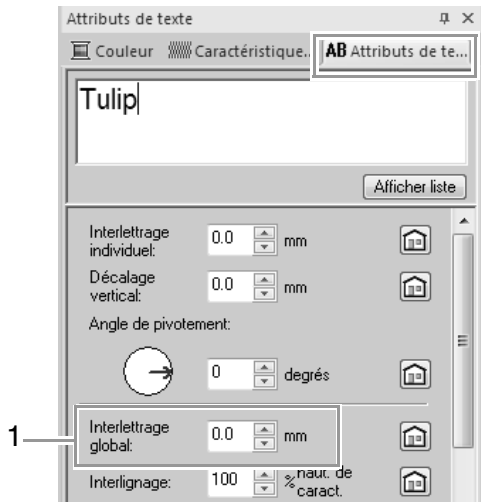 Attributs de texte
Couleur Caractéristique... AB Attributs de te...
Tulip
Afficher liste
Interlettrage
individuel:
0.0 mm
Décalage
vertical:
0.0 mm
Angle de pivotement:
0 degrés
1
Interlettrage
global:
0.0 mm
Interlignage:
100 % haut. de
caract.